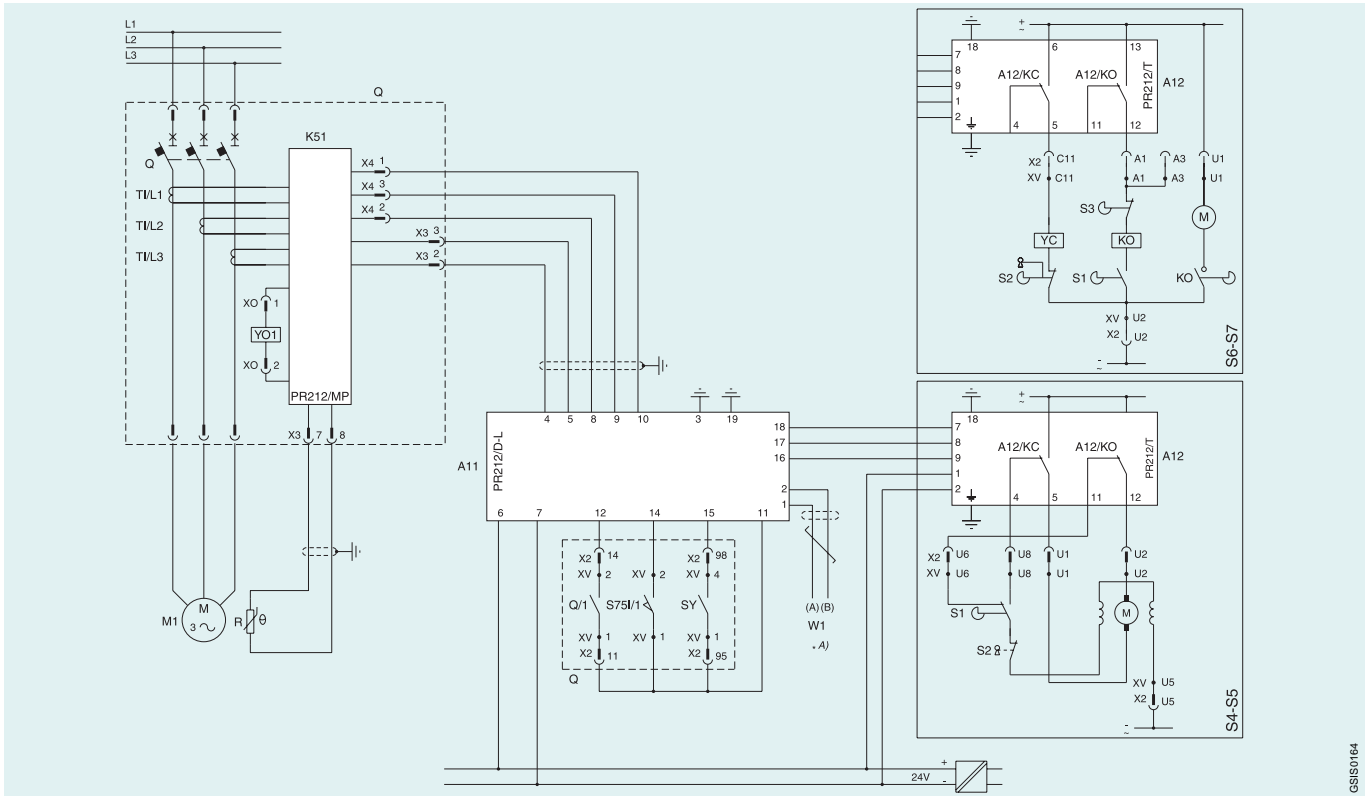 L1
L2
L3
Q
K51
Q
TI/L1
TI/L2
TI/L3
X4 1
X4 3
X4 2
X3 3
X3 2
XO 1
YO1
XO 2
PR212/MP
X3 7 8
M1
M
3
R
θ
A11
PR212/D-L
4 5 8 9 10 3 19
18
17
16
2
1
6 7 12 14 15 11
X2 14
XV 2
XV 2
X2 98
XV 4
Q/1
S75I/1
SY
XV 1
X2 11
XV 1
XV 1
X2 95
Q
(A) (B)
W1
* A)
+
24V -
+
~
18 6 13
7
8
9
1
2
A12/KC
A12/KO
PR212/T
A12
4 5 11 12
X2 C11
XV C11
A1
A1
A3
A3
U1
U1
S3
M
YC
KO
S2
S1
KO
XV U2
X2 U2
-
~
S6-S7
+
~
18
7
8
9
1
2
A12/KC
A12/KO
PR212/T
A12
4 5 11 12
X2 U6
XV U6
U8
U8
U1
U1
U2
U2
S1
M
S2
XV U5
X2 U5
-
~
S4-S5
GSIS0164